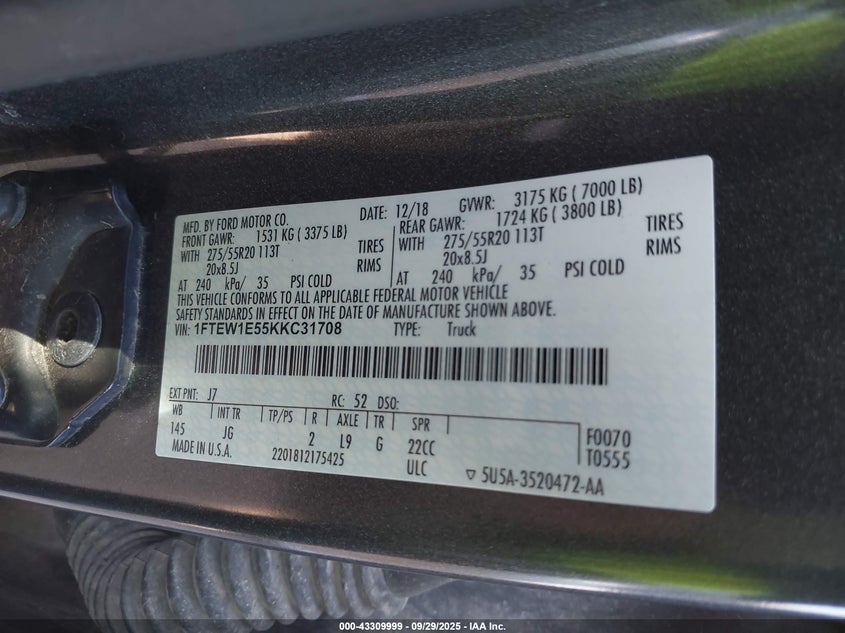 MFD. BY FORD MOTOR CO. DATE: 12/18 GVWR: 3175 KG ( 7000 LB)
FRONT GAWR: 1531 KG ( 3375 LB) REAR GAWR: 1724 KG ( 3800 LB)
WITH 275/55R20 113T TIRES WITH 275/55R20 113T TIRES
20x8.5J RIMS 20x8.5J RIMS
AT 240 kPa/ 35 PSI COLD AT 240 kPa/ 35 PSI COLD
THIS VEHICLE CONFORMS TO ALL APPLICABLE FEDERAL MOTOR VEHICLE
SAFETY STANDARDS IN EFFECT ON THE DATE OF MANUFACTURE SHOWN ABOVE.
VIN: 1FTEW1E55KKC31708 TYPE: Truck
EXT PNT: J7 RC: 52 DSO:
WB INT TR TP/PS R AXLE TR SPR
145 JG 2 L9 G 22CC F0070
MADE IN U.S.A. 2201812175425 ULC T0555
▽ 5U5A-3520472-AA
000-43309999 - 09/29/2025 - IAA Inc.